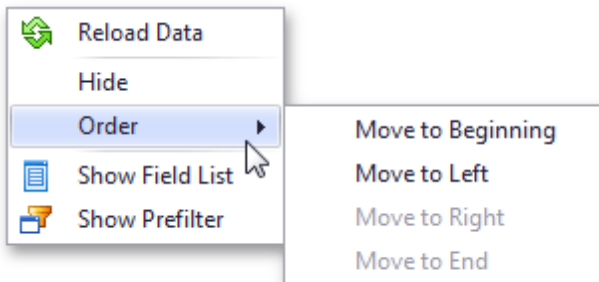 Reload Data
Hide
Order
Show Field List
Show Prefilter
Move to Beginning
Move to Left
Move to Right
Move to End